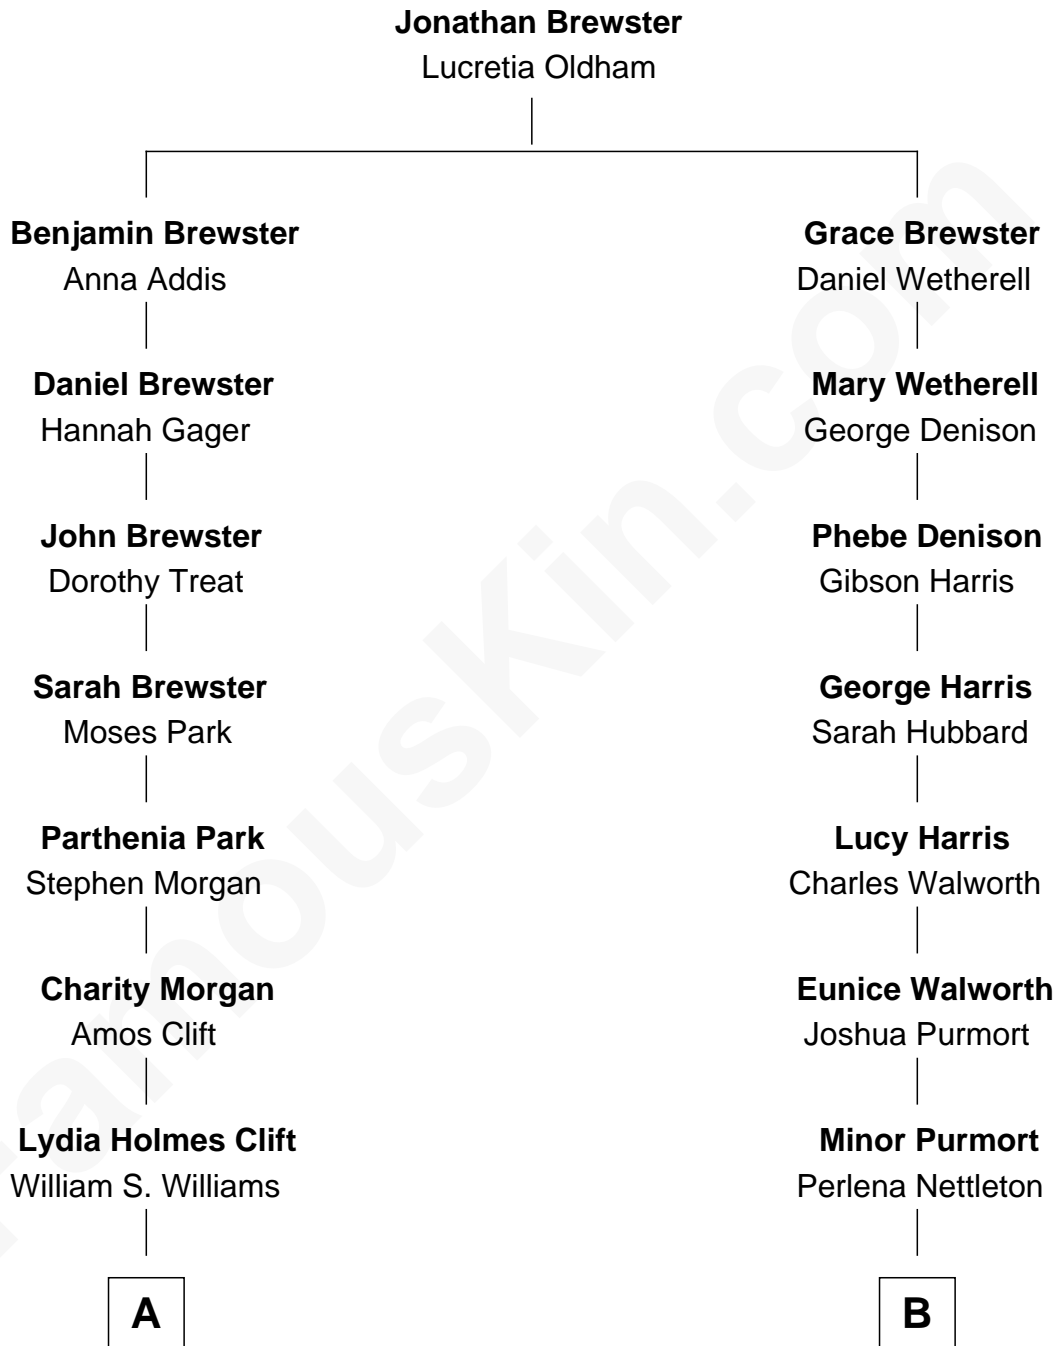 Jonathan Brewster
Lucretia Oldham
Benjamin Brewster
Anna Addis
Grace Brewster
Daniel Wetherell
Daniel Brewster
Hannah Gager
Mary Wetherell
George Denison
John Brewster
Dorothy Treat
Phebe Denison
Gibson Harris
Sarah Brewster
Moses Park
George Harris
Sarah Hubbard
Parthenia Park
Stephen Morgan
Lucy Harris
Charles Walworth
Charity Morgan
Amos Clift
Eunice Walworth
Joshua Purmort
Lydia Holmes Clift
William S. Williams
Minor Purmort
Perlena Nettleton
A
B
FamousKin.com